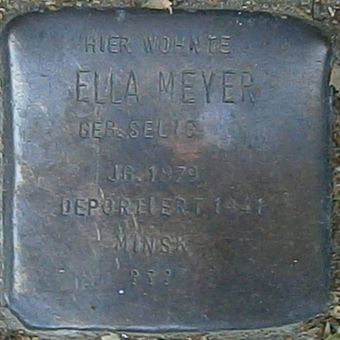 HIER WOHNTE
ELLA MEYER
GEB. SELIG
JG. 1879
DEPORTIERT 1941
MINSK
???